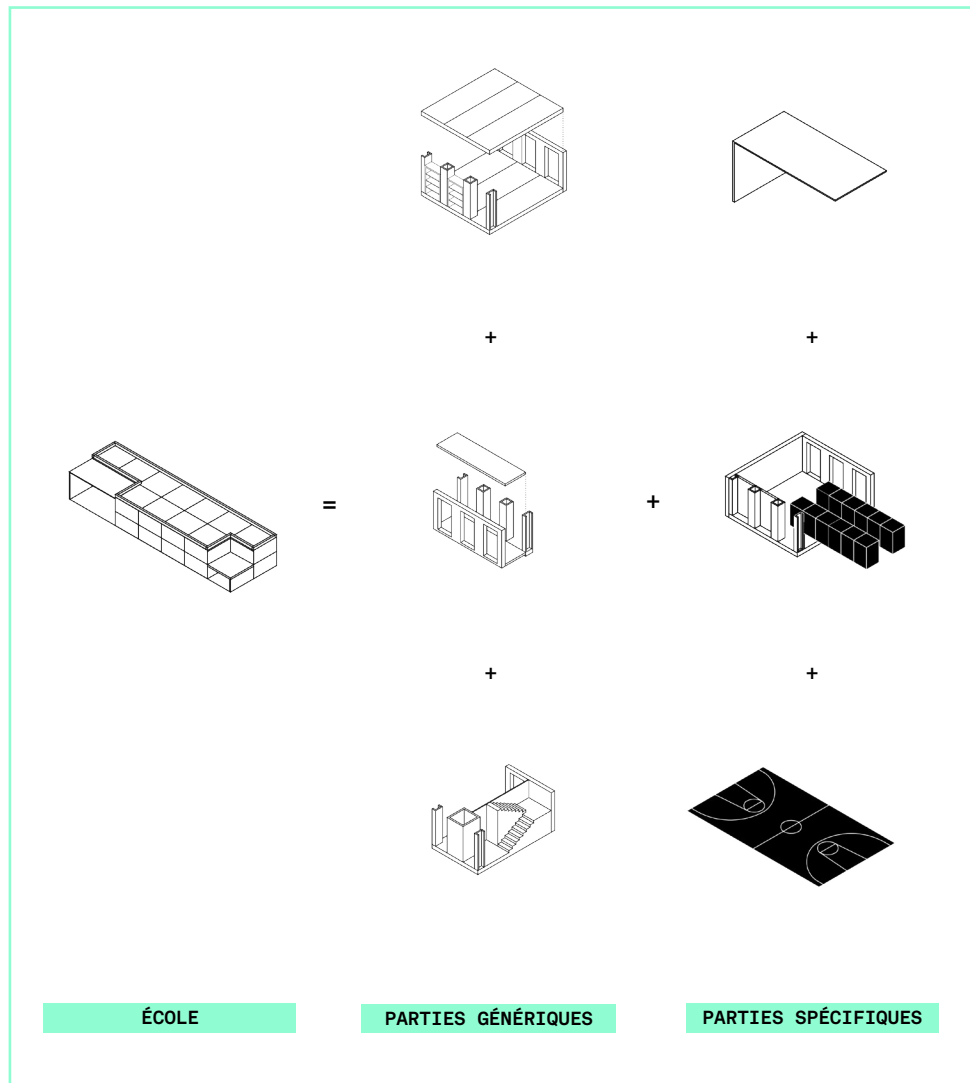 + +
= +
+ +
ÉCOLE PARTIES GÉNÉRIQUES PARTIES SPÉCIFIQUES